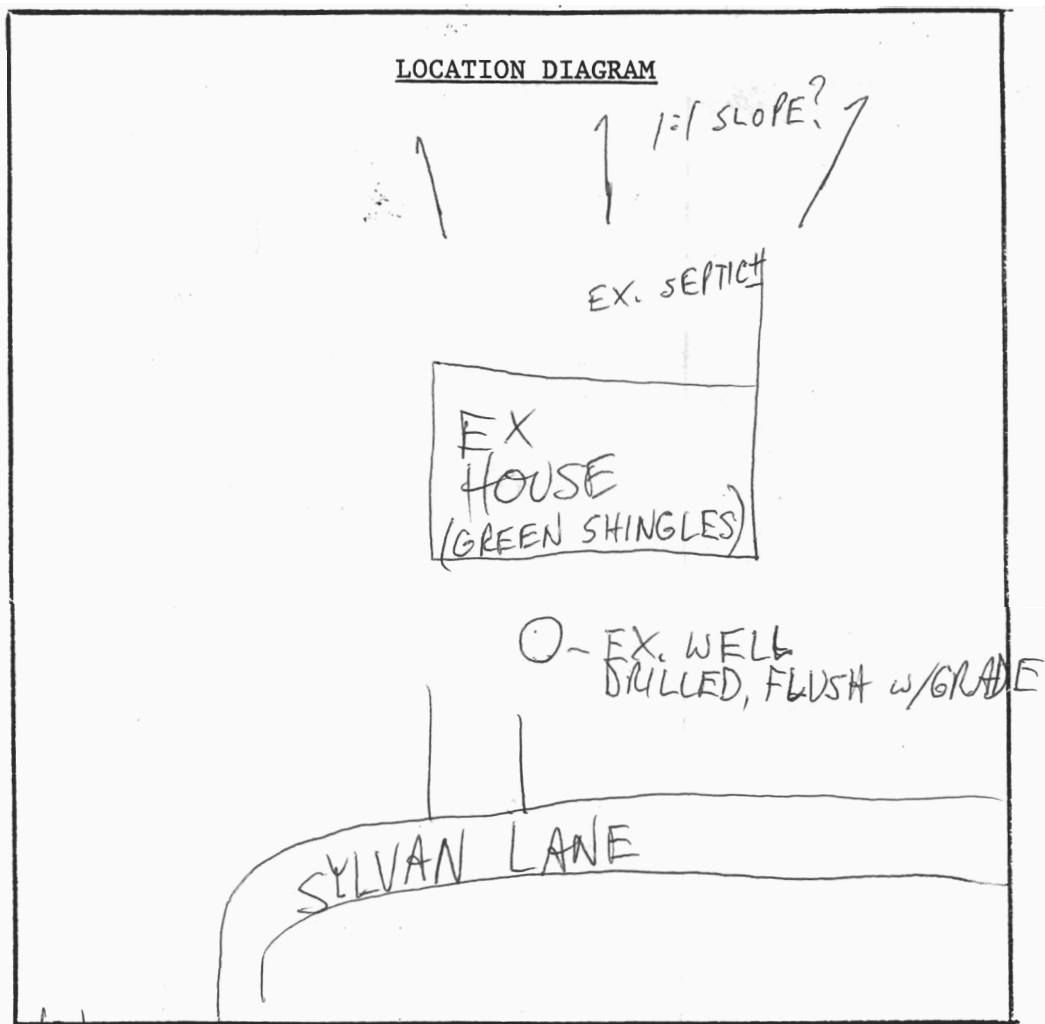 LOCATION DIAGRAM
1:1 SLOPE?
EX. SEPTIC
EX
HOUSE
(GREEN SHINGLES)
EX. WELL
DRILLED, FLUSH W/GRADE
SYLVAN LANE